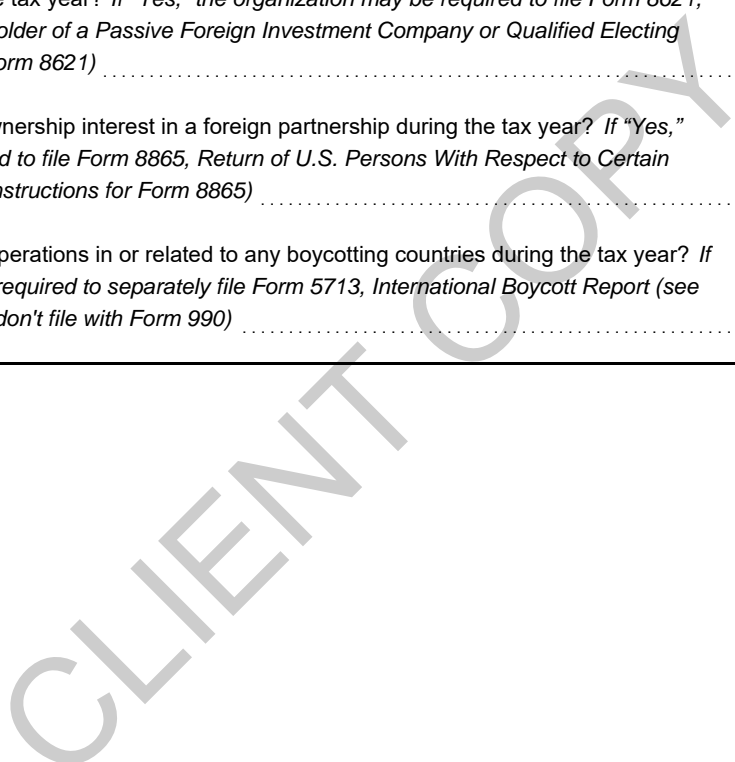 e tax year? If "Yes," the organization may be required to file Form 8621,
older of a Passive Foreign Investment Company or Qualified Electing
orm 8621)
nership interest in a foreign partnership during the tax year? If “Yes,”
d to file Form 8865, Return of U.S. Persons With Respect to Certain
nstructions for Form 8865)
perations in or related to any boycotting countries during the tax year? If
required to separately file Form 5713, International Boycott Report (see
don't file with Form 990)
CLIENT COPY